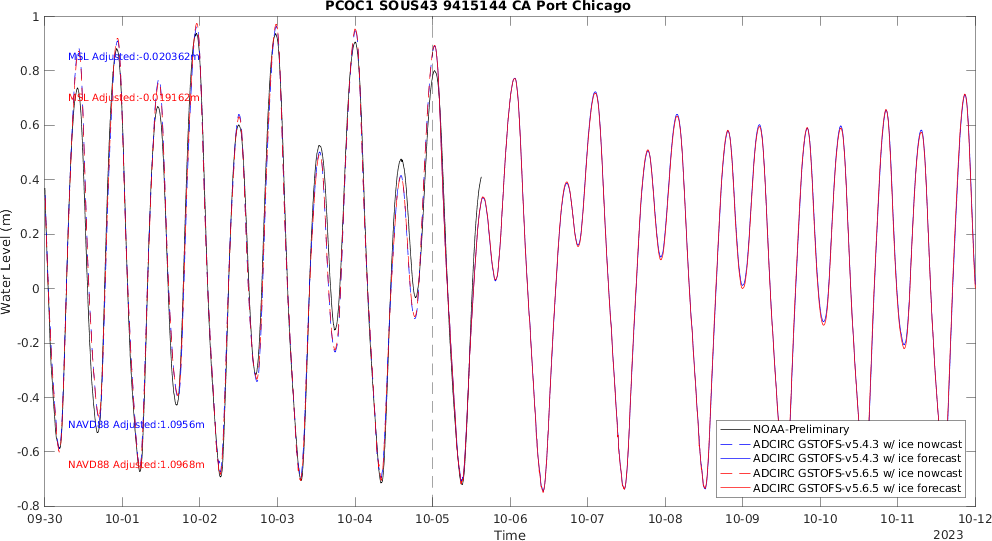 PCOC1 SOUS43 9415144 CA Port Chicago
Water Level (m)
1
0.8
0.6
0.4
0.2
0
-0.2
-0.4
-0.6
-0.8
MSL Adjusted:-0.020362m
MSL Adjusted:-0.019162m
NAVD88 Adjusted:1.0956m
NAVD88 Adjusted:1.0968m
NOAA-Preliminary
ADCIRC GSTOFS-v5.4.3 w/ ice nowcast
ADCIRC GSTOFS-v5.4.3 w/ ice forecast
ADCIRC GSTOFS-v5.6.5 w/ ice nowcast
ADCIRC GSTOFS-v5.6.5 w/ ice forecast
09-30 10-01 10-02 10-03 10-04 10-05 10-06 10-07 10-08 10-09 10-10 10-11 10-12
Time
2023